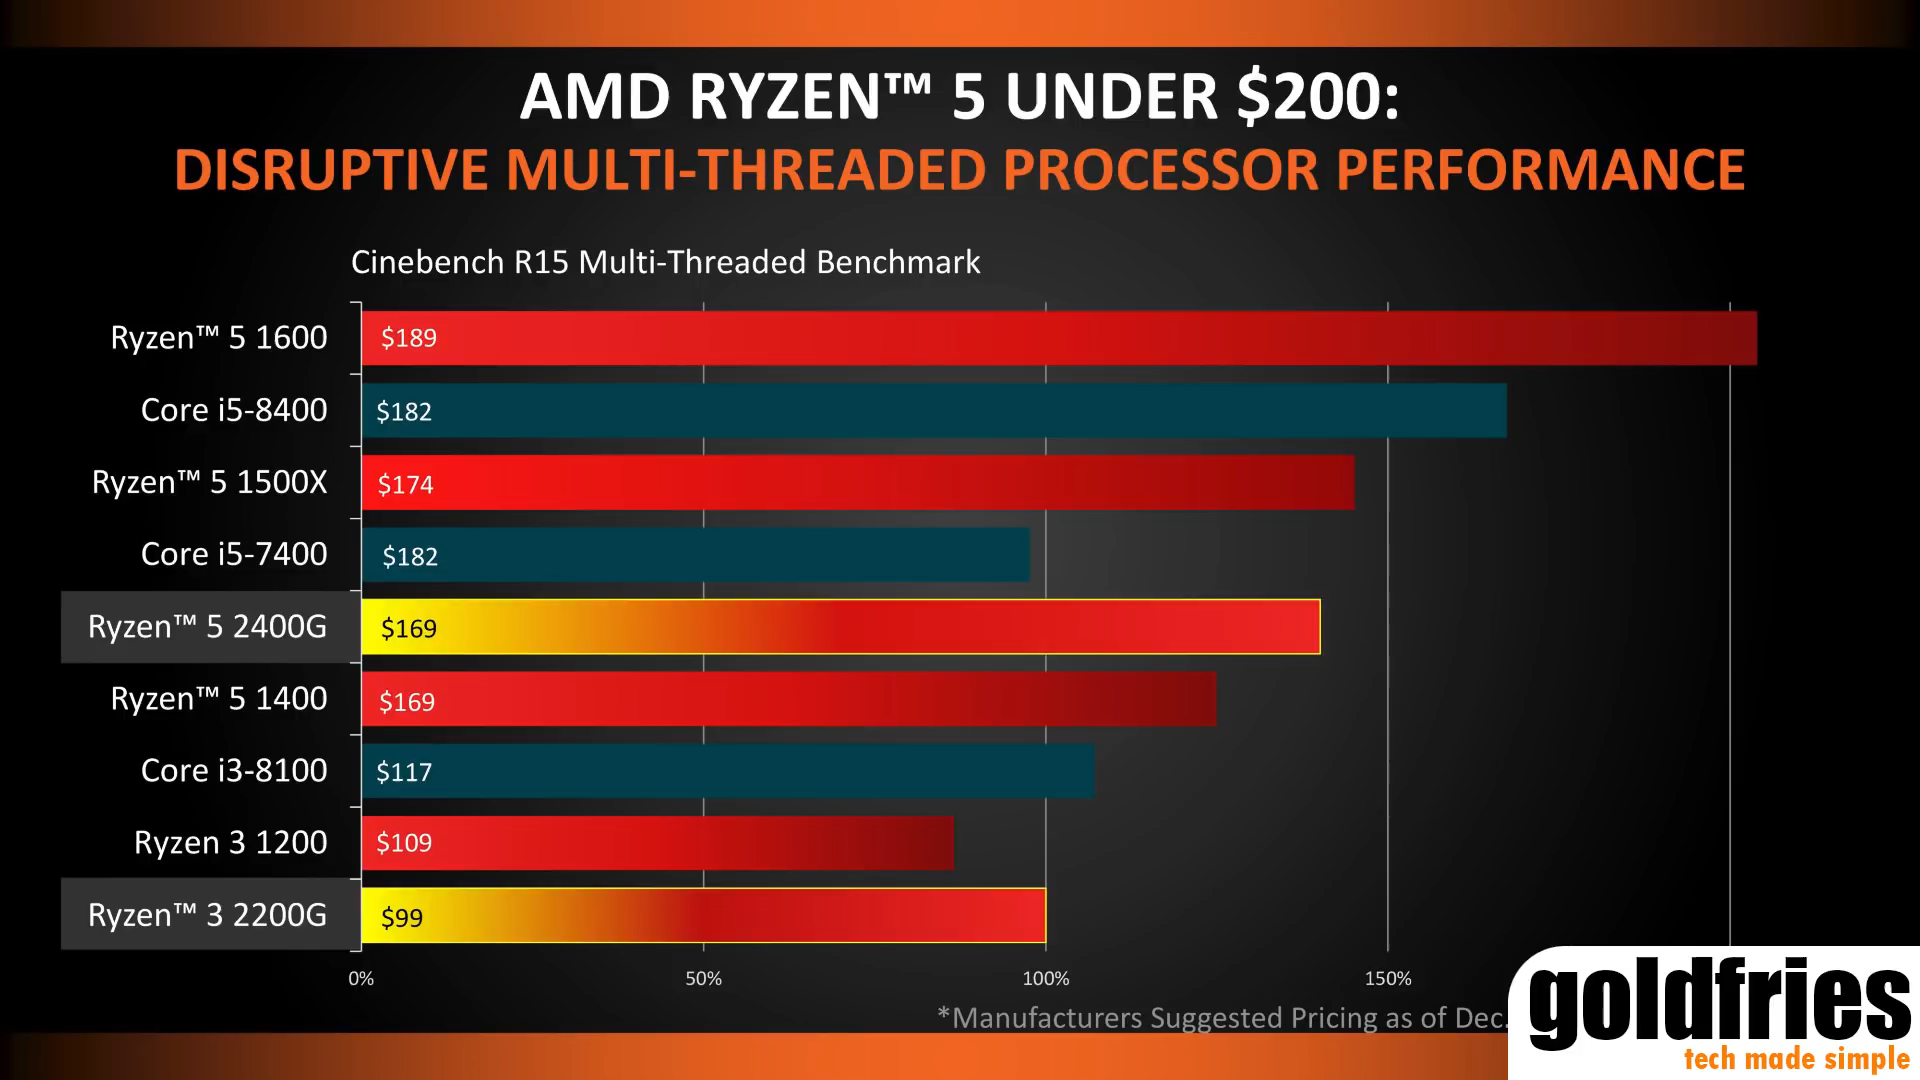 AMD RYZEN™ 5 UNDER $200:
DISRUPTIVE MULTI-THREADED PROCESSOR PERFORMANCE
Cinebench R15 Multi-Threaded Benchmark
Ryzen™ 5 1600 $189
Core i5-8400 $182
Ryzen™ 5 1500X $174
Core i5-7400 $182
Ryzen™ 5 2400G $169
Ryzen™ 5 1400 $169
Core i3-8100 $117
Ryzen 3 1200 $109
Ryzen™ 3 2200G $99
0% 50% 100% 150%
*Manufacturers Suggested Pricing as of Dec.
goldfries
tech made simple